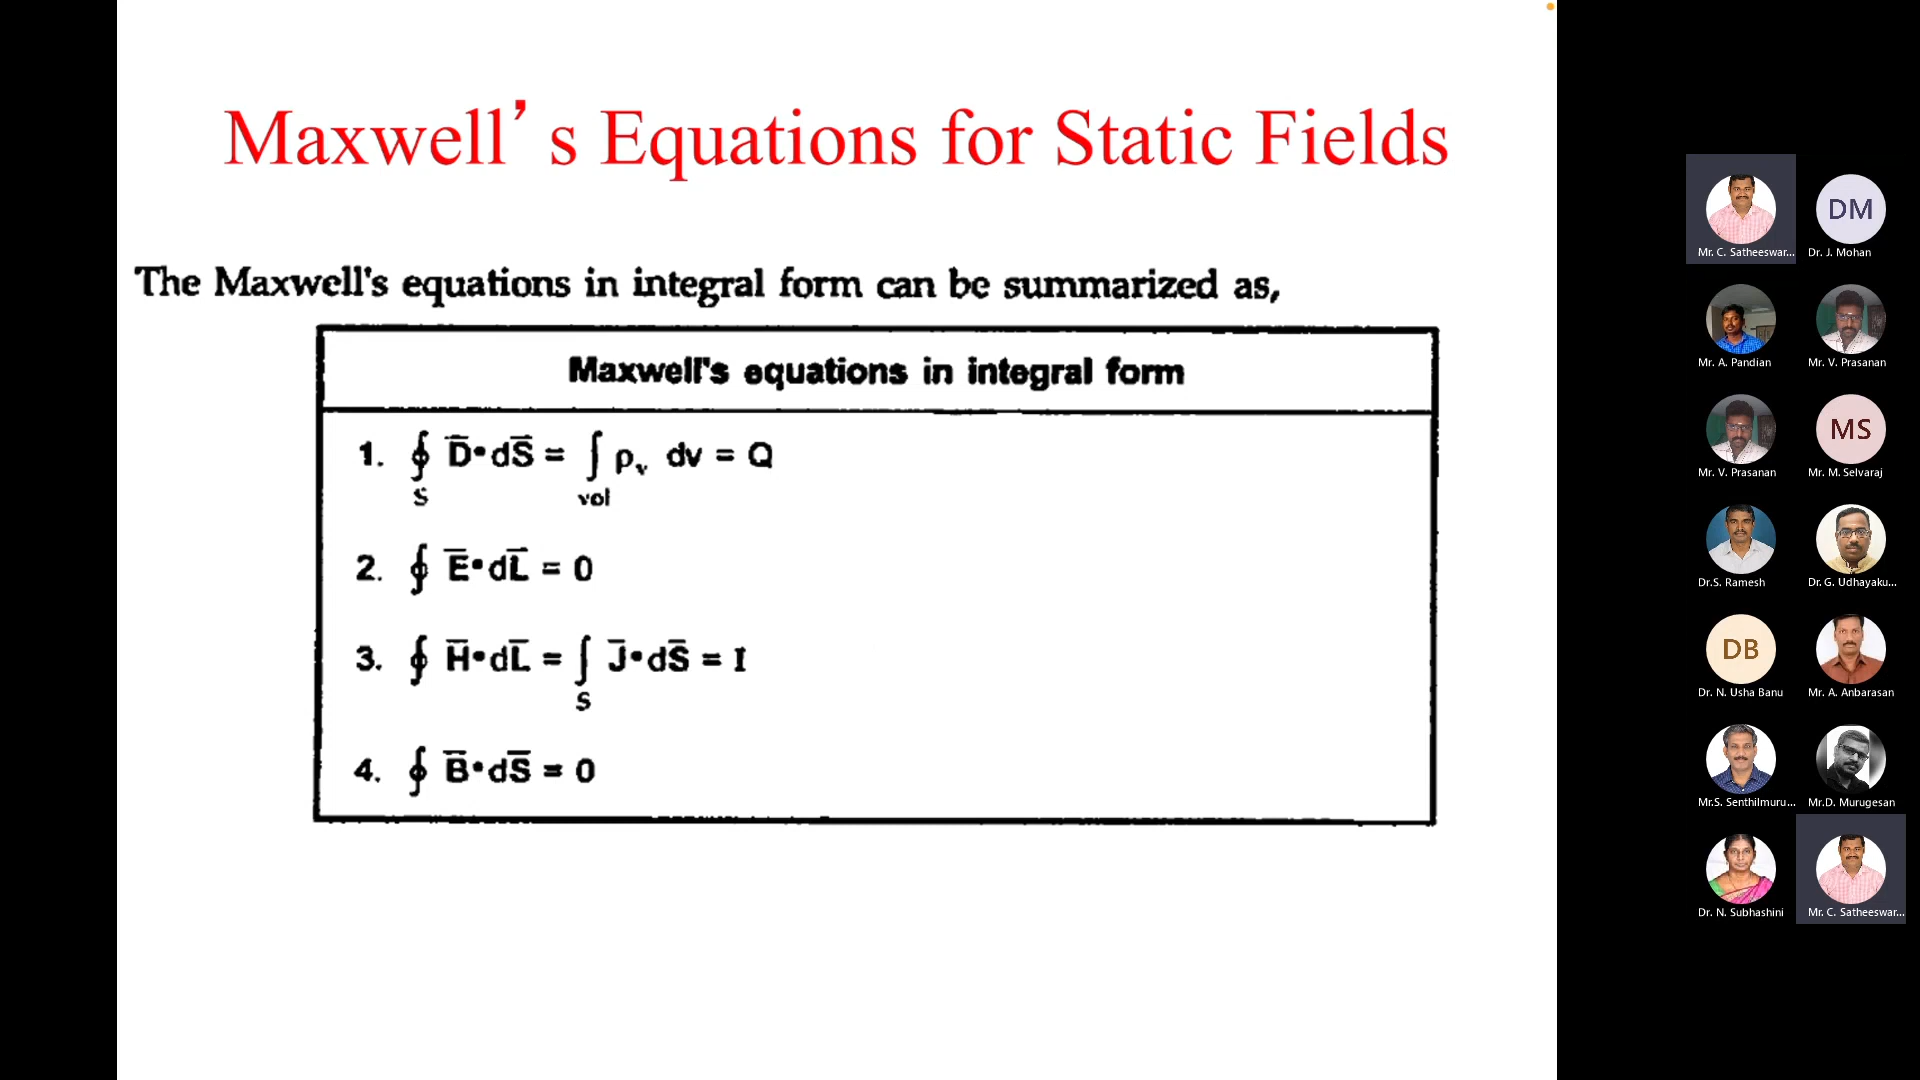 Maxwell’s Equations for Static Fields
The Maxwell's equations in integral form can be summarized as,
Maxwell's equations in integral form
1. ∮ D̅•dS̅ = ∫ ρᵥ dv = Q
S vol
2. ∮ E̅•dL̅ = 0
3. ∮ H̅•dL̅ = ∫ J̅•dS̅ = I
S
4. ∮ B̅•dS̅ = 0
Mr. C. Satheeswar...
DM
Dr. J. Mohan
Mr. A. Pandian
Mr. V. Prasanan
Mr. V. Prasanan
MS
Mr. M. Selvaraj
Dr.S. Ramesh
Dr. G. Udhayaku...
DB
Dr. N. Usha Banu
Mr. A. Anbarasan
Mr.S. Senthilmuru...
Mr.D. Murugesan
Dr. N. Subhashini
Mr. C. Satheeswar...